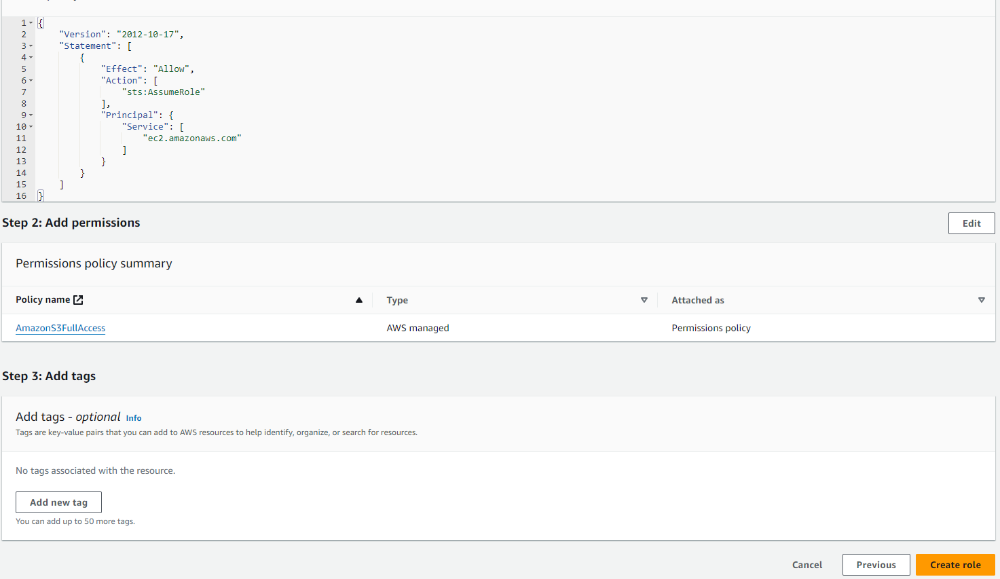 1 {
2 "Version": "2012-10-17",
3 "Statement": [
4 {
5 "Effect": "Allow",
6 "Action": [
7 "sts:AssumeRole"
8 ],
9 "Principal": {
10 "Service": [
11 "ec2.amazonaws.com"
12 ]
13 }
14 }
15 ]
16 }
Step 2: Add permissions
Edit
Permissions policy summary
Policy name Type Attached as
AmazonS3FullAccess AWS managed Permissions policy
Step 3: Add tags
Add tags - optional Info
Tags are key-value pairs that you can add to AWS resources to help identify, organize, or search for resources.
No tags associated with the resource.
Add new tag
You can add up to 50 more tags.
Cancel Previous Create role